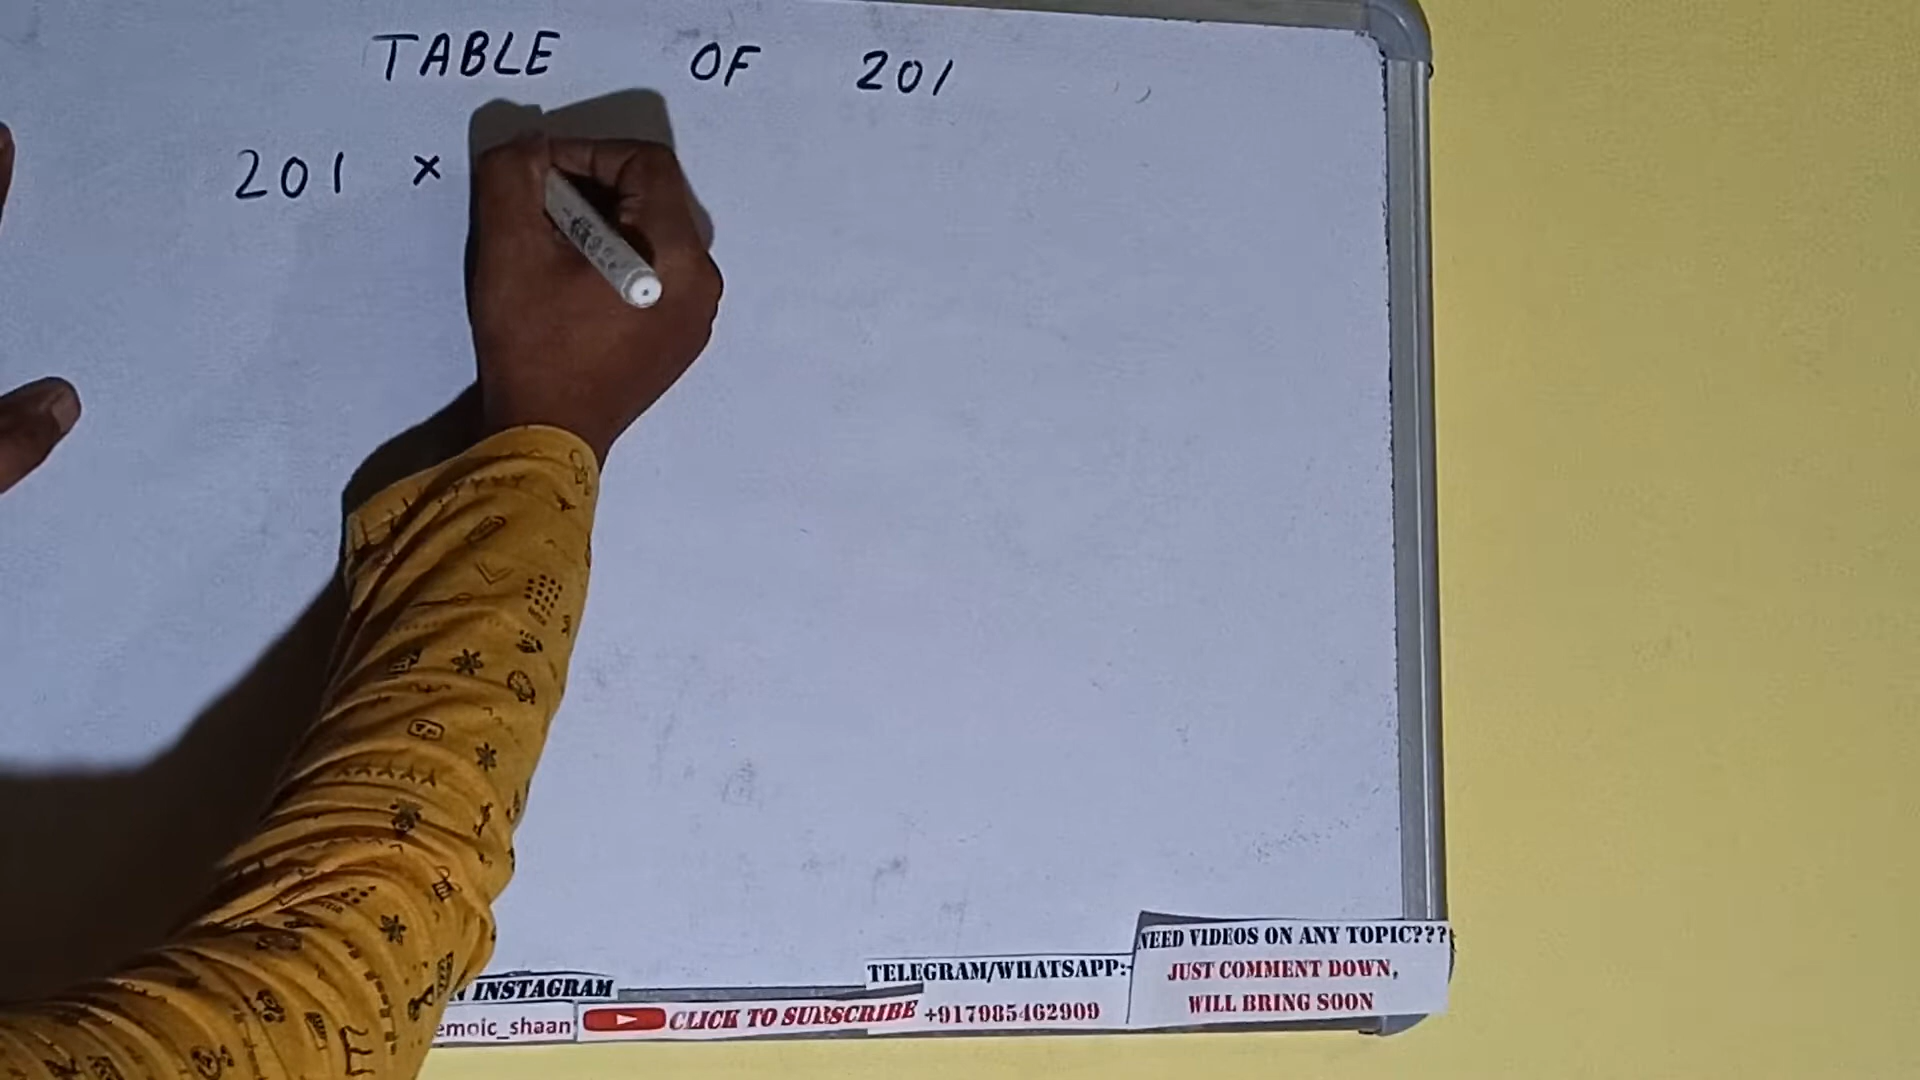 TABLE OF 201
201 ×
NEED VIDEOS ON ANY TOPIC???
JUST COMMENT DOWN,
WILL BRING SOON
TELEGRAM/WHATSAPP:-
+917985462909
INSTAGRAM
emoic_shaan
CLICK TO SUBSCRIBE